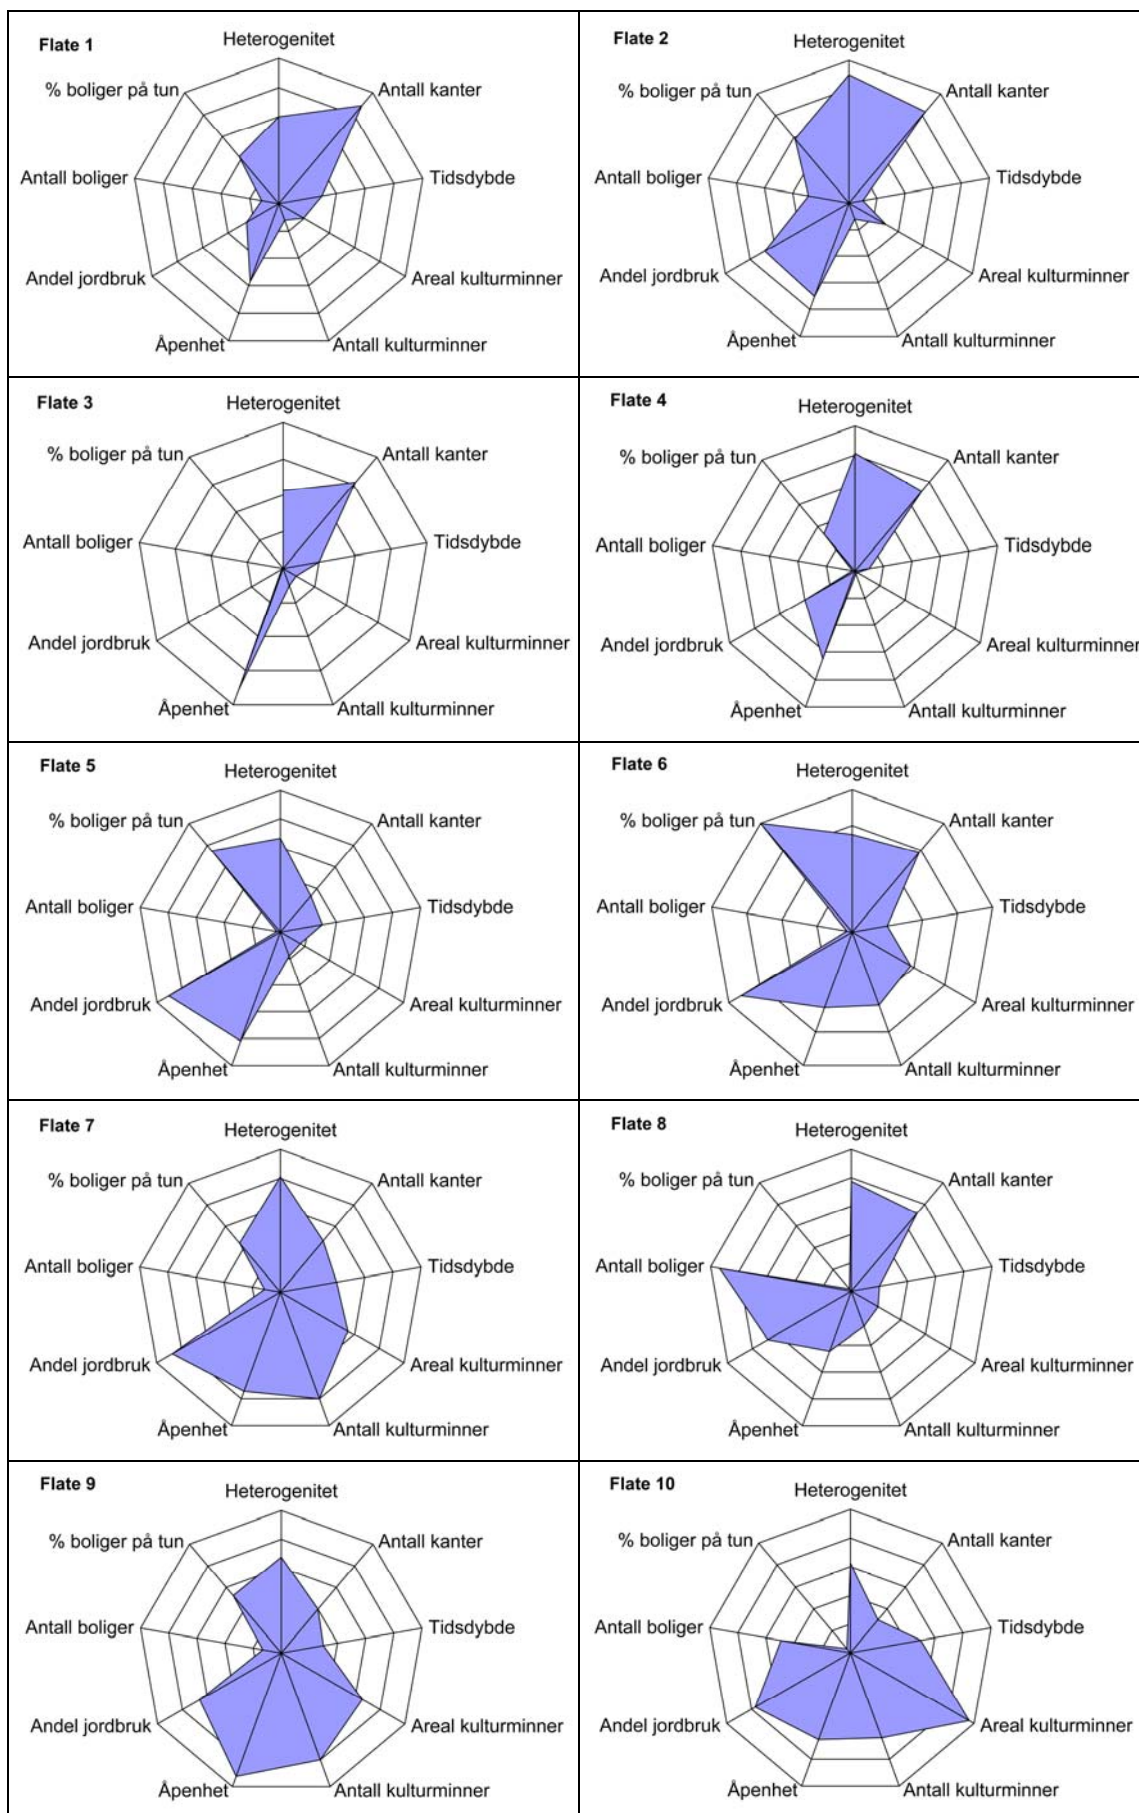 Flate 1
Heterogenitet
% boliger på tun
Antall kanter
Antall boliger
Tidsdybde
Andel jordbruk
Areal kulturminner
Åpenhet
Antall kulturminner
Flate 2
Heterogenitet
% boliger på tun
Antall kanter
Antall boliger
Tidsdybde
Andel jordbruk
Areal kulturminner
Åpenhet
Antall kulturminner
Flate 3
Heterogenitet
% boliger på tun
Antall kanter
Antall boliger
Tidsdybde
Andel jordbruk
Areal kulturminner
Åpenhet
Antall kulturminner
Flate 4
Heterogenitet
% boliger på tun
Antall kanter
Antall boliger
Tidsdybde
Andel jordbruk
Areal kulturminner
Åpenhet
Antall kulturminner
Flate 5
Heterogenitet
% boliger på tun
Antall kanter
Antall boliger
Tidsdybde
Andel jordbruk
Areal kulturminner
Åpenhet
Antall kulturminner
Flate 6
Heterogenitet
% boliger på tun
Antall kanter
Antall boliger
Tidsdybde
Andel jordbruk
Areal kulturminner
Åpenhet
Antall kulturminner
Flate 7
Heterogenitet
% boliger på tun
Antall kanter
Antall boliger
Tidsdybde
Andel jordbruk
Areal kulturminner
Åpenhet
Antall kulturminner
Flate 8
Heterogenitet
% boliger på tun
Antall kanter
Antall boliger
Tidsdybde
Andel jordbruk
Areal kulturminner
Åpenhet
Antall kulturminner
Flate 9
Heterogenitet
% boliger på tun
Antall kanter
Antall boliger
Tidsdybde
Andel jordbruk
Areal kulturminner
Åpenhet
Antall kulturminner
Flate 10
Heterogenitet
% boliger på tun
Antall kanter
Antall boliger
Tidsdybde
Andel jordbruk
Areal kulturminner
Åpenhet
Antall kulturminner